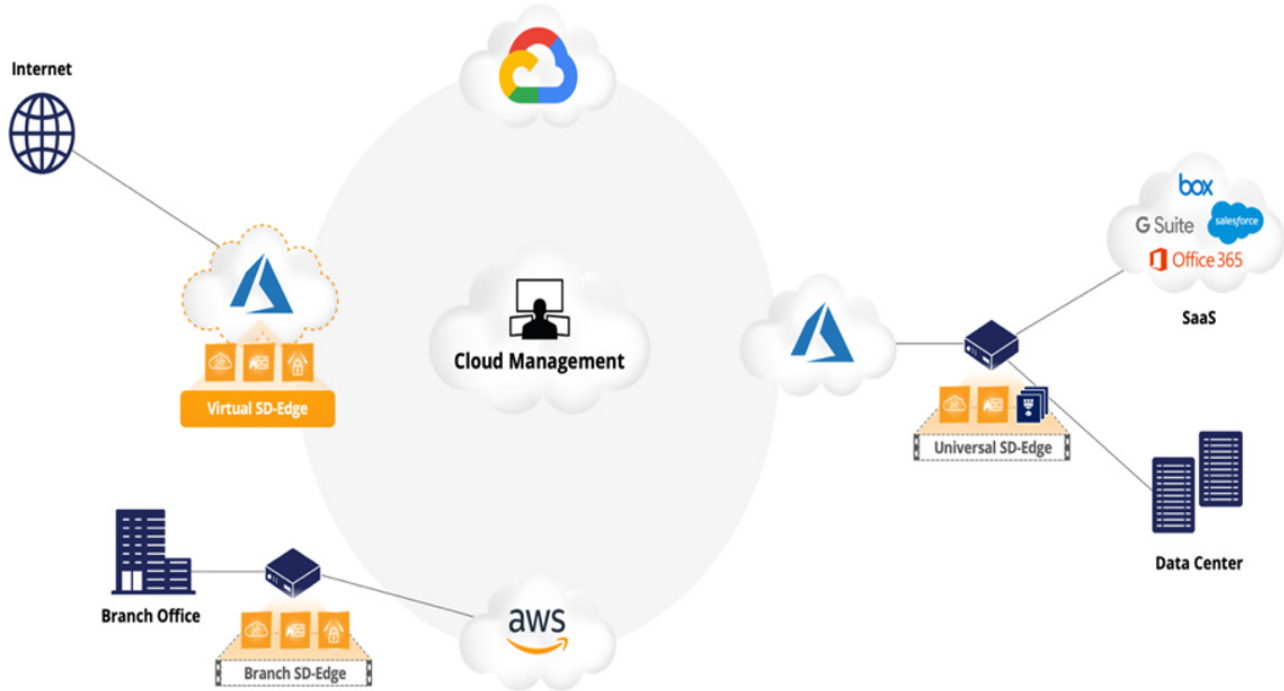 Internet
box
G Suite
salesforce
Office 365
SaaS
Cloud Management
Virtual SD-Edge
Universal SD-Edge
Data Center
Branch Office
aws
Branch SD-Edge